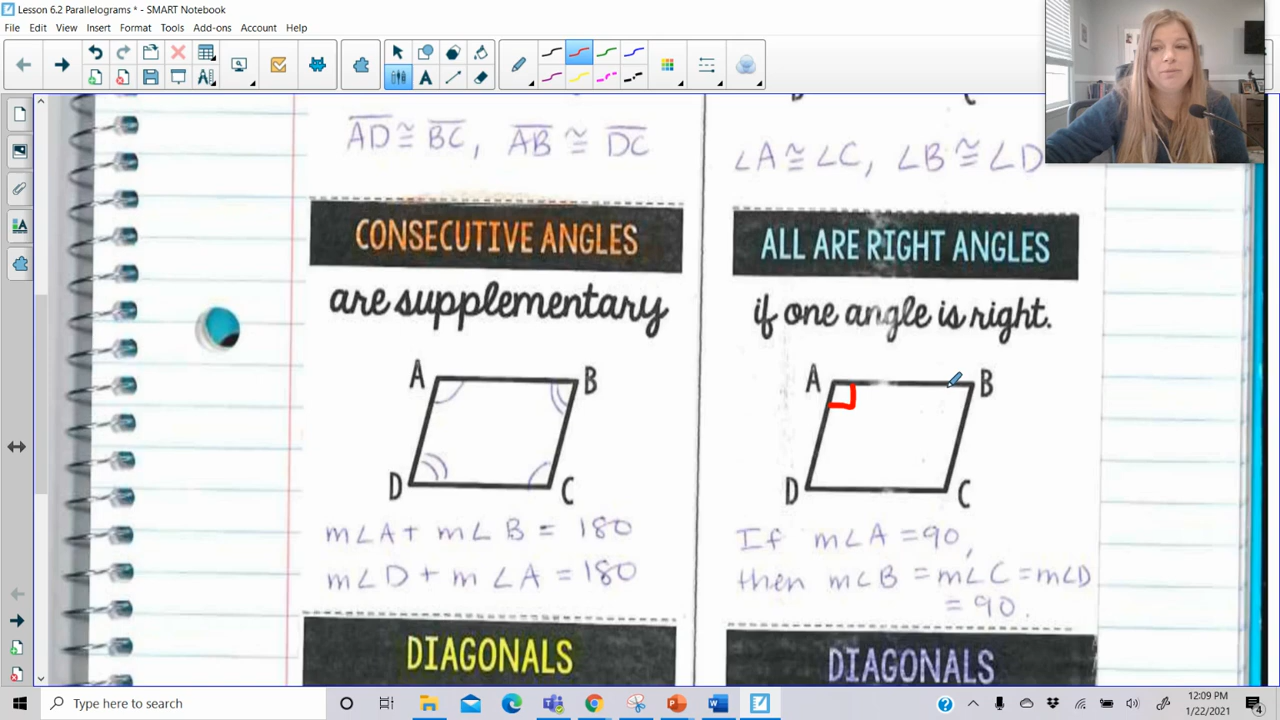 Lesson 6.2 Parallelograms * - SMART Notebook
File Edit View Insert Format Tools Add-ons Account Help
AD ≅ BC, AB ≅ DC
∠A ≅ ∠C, ∠B ≅ ∠D
CONSECUTIVE ANGLES
are supplementary
A
B
D
C
m∠A + m∠B = 180
m∠D + m∠A = 180
DIAGONALS
ALL ARE RIGHT ANGLES
if one angle is right.
A
B
D
C
If m∠A = 90,
then m∠B = m∠C = m∠D
= 90.
DIAGONALS
Type here to search
12:09 PM
1/22/2021
4